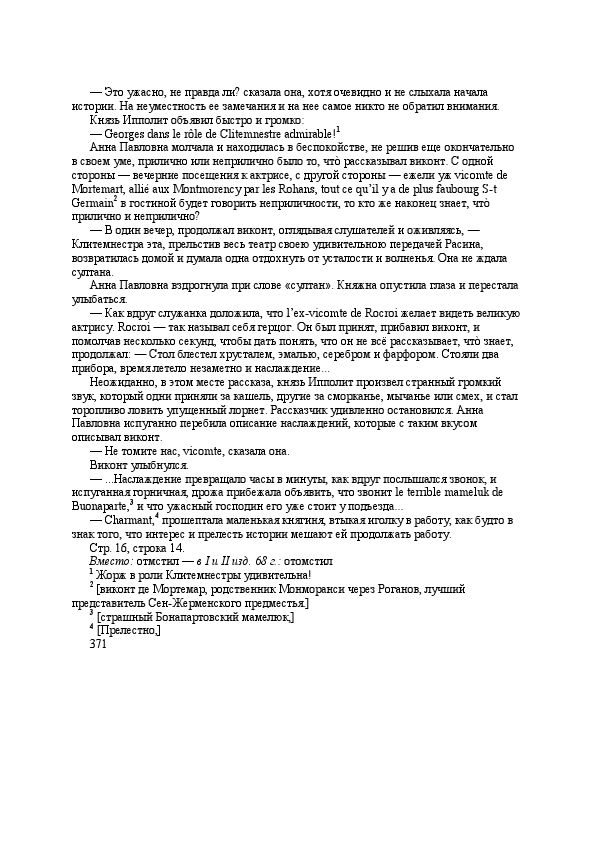 — Это ужасно, не правда ли? сказала она, хотя очевидно и не слыхала начала
истории. На неуместность ее замечания и на нее самое никто не обратил внимания.
Князь Ипполит объявил быстро и громко:
— Georges dans le rôle de Clitemnestre admirable!¹
Анна Павловна молчала и находилась в беспокойстве, не решив еще окончательно
в своем уме, прилично или неприлично было то, чтò рассказывал виконт. С одной
стороны — вечерние посещения актрисе, с другой стороны — ежели уж vicomte de
Mortemart, allié aux Montmorency par les Rohans, tout ce qu’il y a de plus faubourg S-t
Germain² в гостиной будет говорить неприличности, то кто же наконец знает, чтò
прилично и неприлично?
— В один вечер, продолжал виконт, оглядывая слушателей и оживляясь, —
Клитемнестра эта, прельстив весь театр своею удивительною передачей Расина,
возвратилась домой и думала одна отдохнуть от усталости и волненья. Она не ждала
султана.
Анна Павловна вздрогнула при слове «султан». Княжна опустила глаза и перестала
улыбаться.
— Как вдруг служанка доложила, что l’ex-vicomte de Rocroi желает видеть великую
актрису. Rocroi — так называл себя герцог. Он был принят, прибавил виконт, и
помолчав несколько секунд, чтобы дать понять, что он не всё рассказывает, чтò знает,
продолжал: — Стол блестел хрусталем, эмалью, серебром и фарфором. Стояли два
прибора, время летело незаметно и наслаждение...
Неожиданно, в этом месте рассказа, князь Ипполит произвел странный громкий
звук, который одни приняли за кашель, другие за сморканье, мычанье или смех, и стал
торопливо ловить упущенный лорнет. Рассказчик удивленно остановился. Анна
Павловна испуганно перебила описание наслаждений, которые с таким вкусом
описывал виконт.
— Не томите нас, vicomte, сказала она.
Виконт улыбнулся.
— ...Наслаждение превращало часы в минуты, как вдруг послышался звонок, и
испуганная горничная, дрожа прибежала объявить, что звонит le terrible mameluk de
Buonaparte,³ и что ужасный господин его уже стоит у подъезда...
— Charmant,⁴ прошептала маленькая княгиня, втыкая иголку в работу, как будто в
знак того, что интерес и прелесть истории мешают ей продолжать работу.
Стр. 16, строка 14.
Вместо: отмстил — в I и II изд. 68 г.: отомстил
¹ Жорж в роли Клитемнестры удивительна!
² [виконт де Мортемар, родственник Монморанси через Роганов, лучший
представитель Сен-Жерменского предместья.]
³ [страшный Бонапартовский мамелюк,]
⁴ [Прелестно,]
371